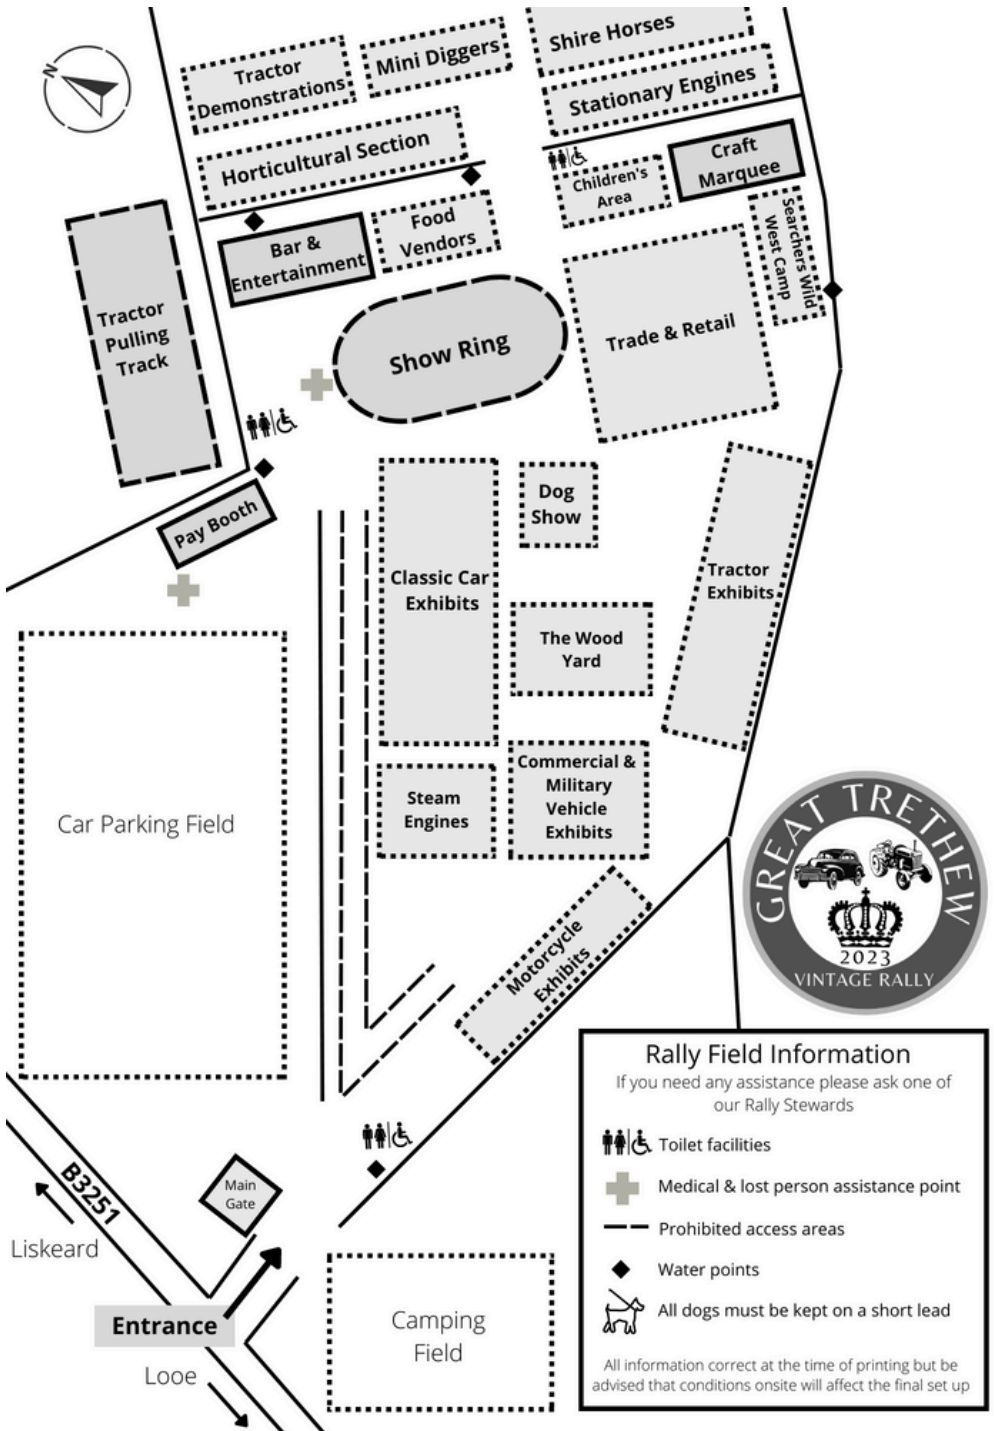 N
Tractor
Demonstrations
Mini Diggers
Shire Horses
Stationary Engines
Horticultural Section
Children's
Area
Craft
Marquee
Searchers Wild
West Camp
Bar &
Entertainment
Food
Vendors
Tractor
Pulling
Track
Show Ring
Trade & Retail
Pay Booth
Classic Car
Exhibits
Dog
Show
Tractor
Exhibits
The Wood
Yard
Car Parking Field
Steam
Engines
Commercial &
Military
Vehicle
Exhibits
Motorcycle
Exhibits
GREAT TRETHEW
2023
VINTAGE RALLY
Main
Gate
B3251
Liskeard
Entrance
Looe
Camping
Field
Rally Field Information
If you need any assistance please ask one of
our Rally Stewards
Toilet facilities
Medical & lost person assistance point
Prohibited access areas
Water points
All dogs must be kept on a short lead
All information correct at the time of printing but be
advised that conditions onsite will affect the final set up